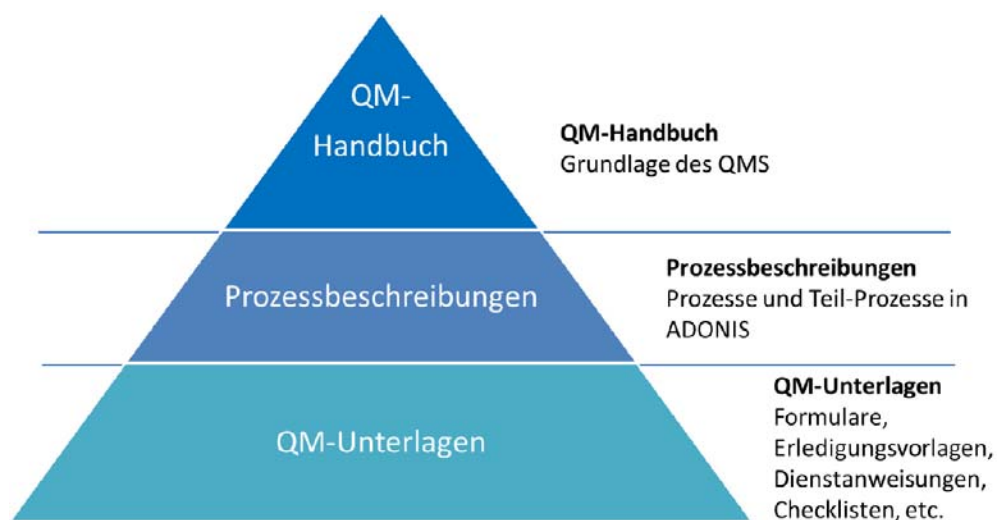 QM-
Handbuch
QM-Handbuch
Grundlage des QMS
Prozessbeschreibungen
Prozessbeschreibungen
Prozesse und Teil-Prozesse in
ADONIS
QM-Unterlagen
QM-Unterlagen
Formulare,
Erledigungsvorlagen,
Dienstanweisungen,
Checklisten, etc.